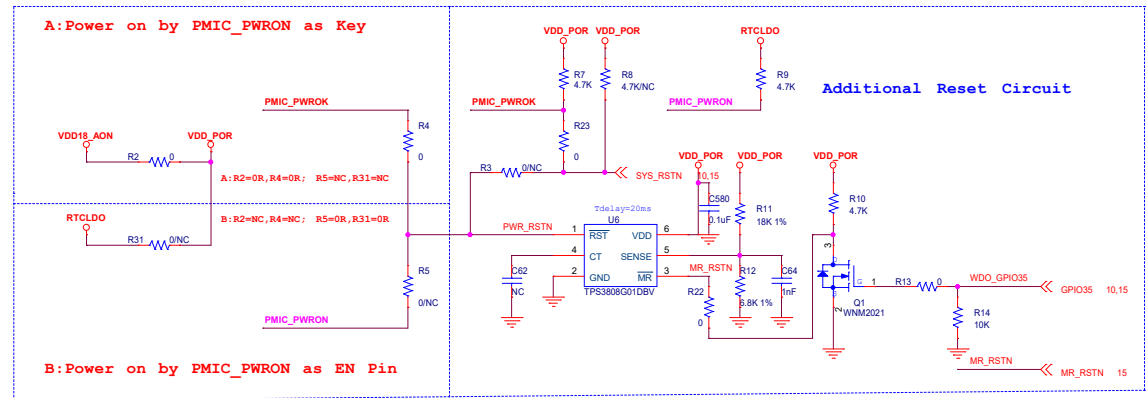 A:Power on by PMIC_PWRON as Key
PMIC_PWROK
R4
0
VDD18_AON
VDD_POR
R2
0
A:R2=0R,R4=0R; R5=NC,R31=NC
RTCLDO
B:R2=NC,R4=NC; R5=0R,R31=0R
R31
0/NC
R5
0/NC
PMIC_PWRON
B:Power on by PMIC_PWRON as EN Pin
VDD_POR
VDD_POR
RTCLDO
R7
4.7K
R8
4.7K/NC
R9
4.7K
Additional Reset Circuit
PMIC_PWROK
PMIC_PWRON
R23
0
R3
0/NC
SYS_RSTN 10,15
VDD_POR
VDD_POR
VDD_POR
C580
0.1uF
R11
18K 1%
R10
4.7K
Tdelay=20ms
U6
PWR_RSTN
1
RST
VDD
6
4
CT
SENSE
5
2
GND
MR
3
TPS3808G01DBV
C62
NC
MR_RSTN
R22
0
R12
6.8K 1%
C64
1nF
3
D
G
S
1
2
Q1
WNM2021
R13
0
WDO_GPIO35
GPIO35 10,15
R14
10K
MR_RSTN
MR_RSTN 15